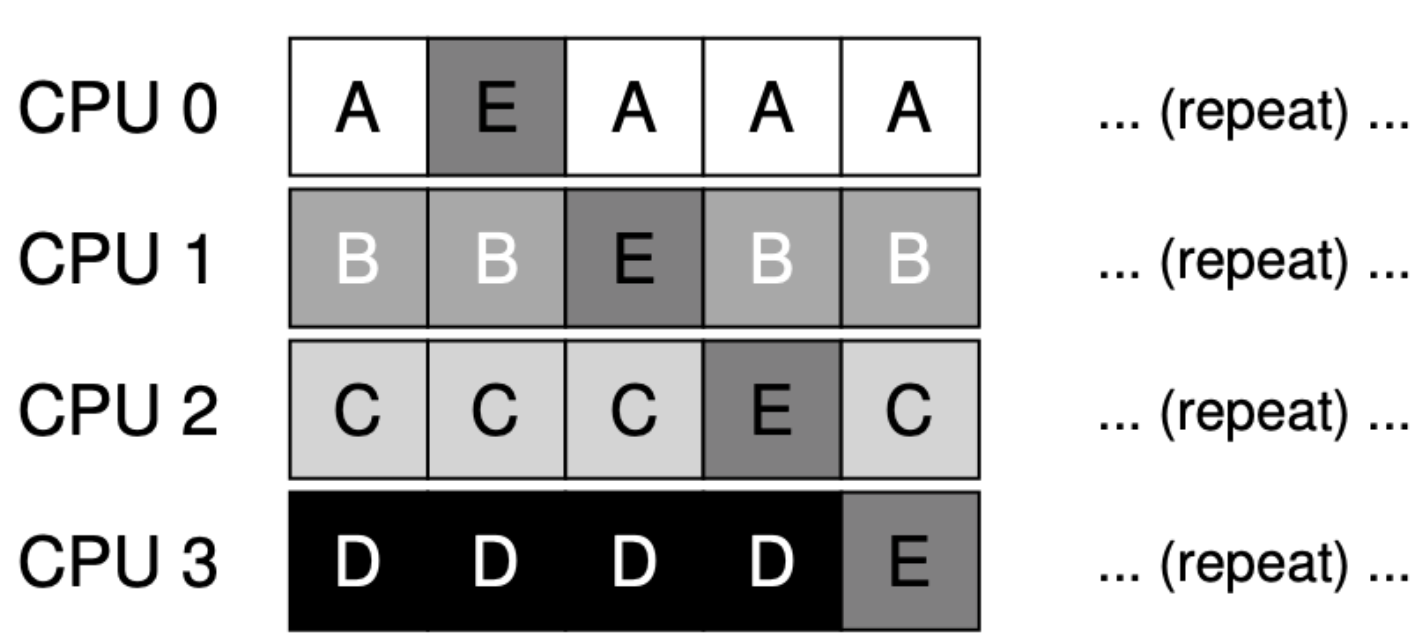 CPU 0 A E A A A ... (repeat) ...
CPU 1 B B E B B ... (repeat) ...
CPU 2 C C C E C ... (repeat) ...
CPU 3 D D D D E ... (repeat) ...